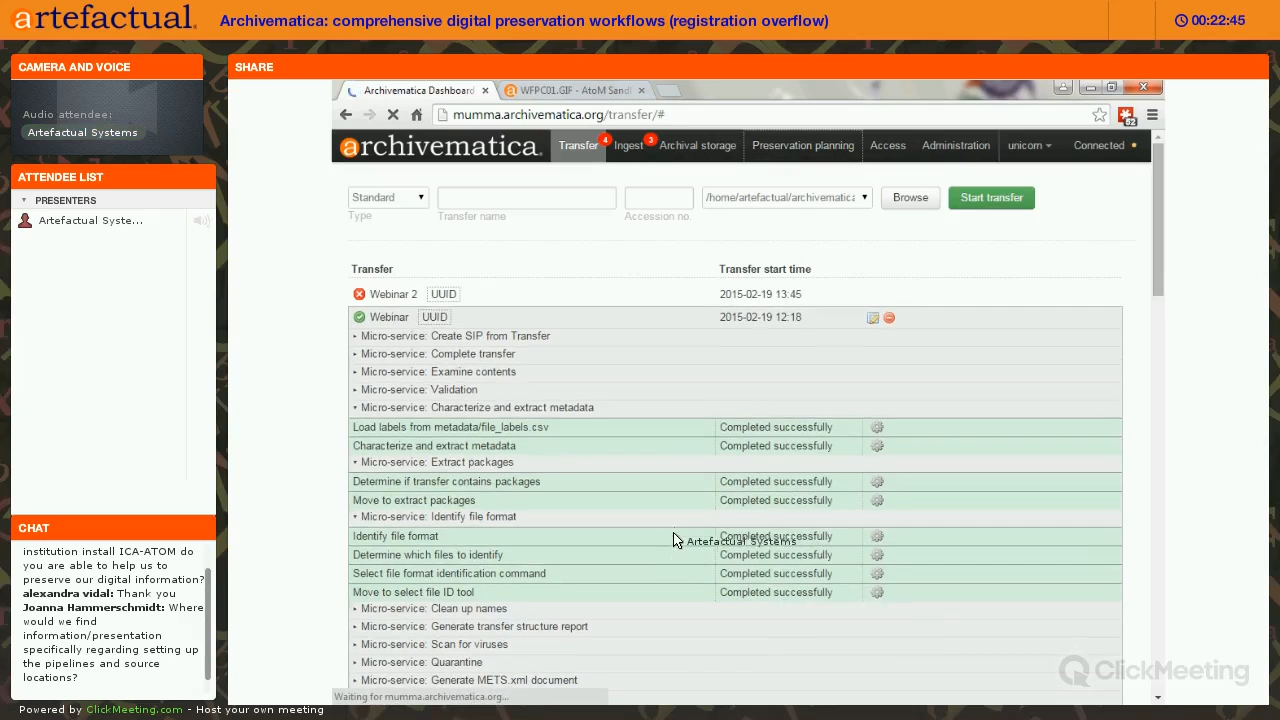 artefactual.
Archivematica: comprehensive digital preservation workflows (registration overflow)
00:22:45
CAMERA AND VOICE
Audio attendee:
Artefactual Systems
ATTENDEE LIST
PRESENTERS
Artefactual Syste...
CHAT
institution install ICA-ATOM do
you are able to help us to
preserve our digital information?
alexandra vidal: Thank you
Joanna Hammerschmidt: Where
would we find
information/presentation
specifically regarding setting up
the pipelines and source
locations?
SHARE
Archivematica Dashboard
WFPC01.GIF - AtoM Sandl
mumma.archivematica.org/transfer/#
62
archivematica.
Transfer 4
Ingest 3
Archival storage
Preservation planning
Access
Administration
unicorn
Connected
Standard
/home/artefactual/archivematica
Browse
Start transfer
Type
Transfer name
Accession no.
Transfer
Transfer start time
Webinar 2 UUID 2015-02-19 13:45
Webinar UUID 2015-02-19 12:18
Micro-service: Create SIP from Transfer
Micro-service: Complete transfer
Micro-service: Examine contents
Micro-service: Validation
Micro-service: Characterize and extract metadata
Load labels from metadata/file_labels.csv Completed successfully
Characterize and extract metadata Completed successfully
Micro-service: Extract packages
Determine if transfer contains packages Completed successfully
Move to extract packages Completed successfully
Micro-service: Identify file format
Identify file format Completed successfully
Artefactual Systems
Determine which files to identify Completed successfully
Select file format identification command Completed successfully
Move to select file ID tool Completed successfully
Micro-service: Clean up names
Micro-service: Generate transfer structure report
Micro-service: Scan for viruses
Micro-service: Quarantine
Micro-service: Generate METS.xml document
Waiting for mumma.archivematica.org...
ClickMeeting
Powered by ClickMeeting.com - Host your own meeting